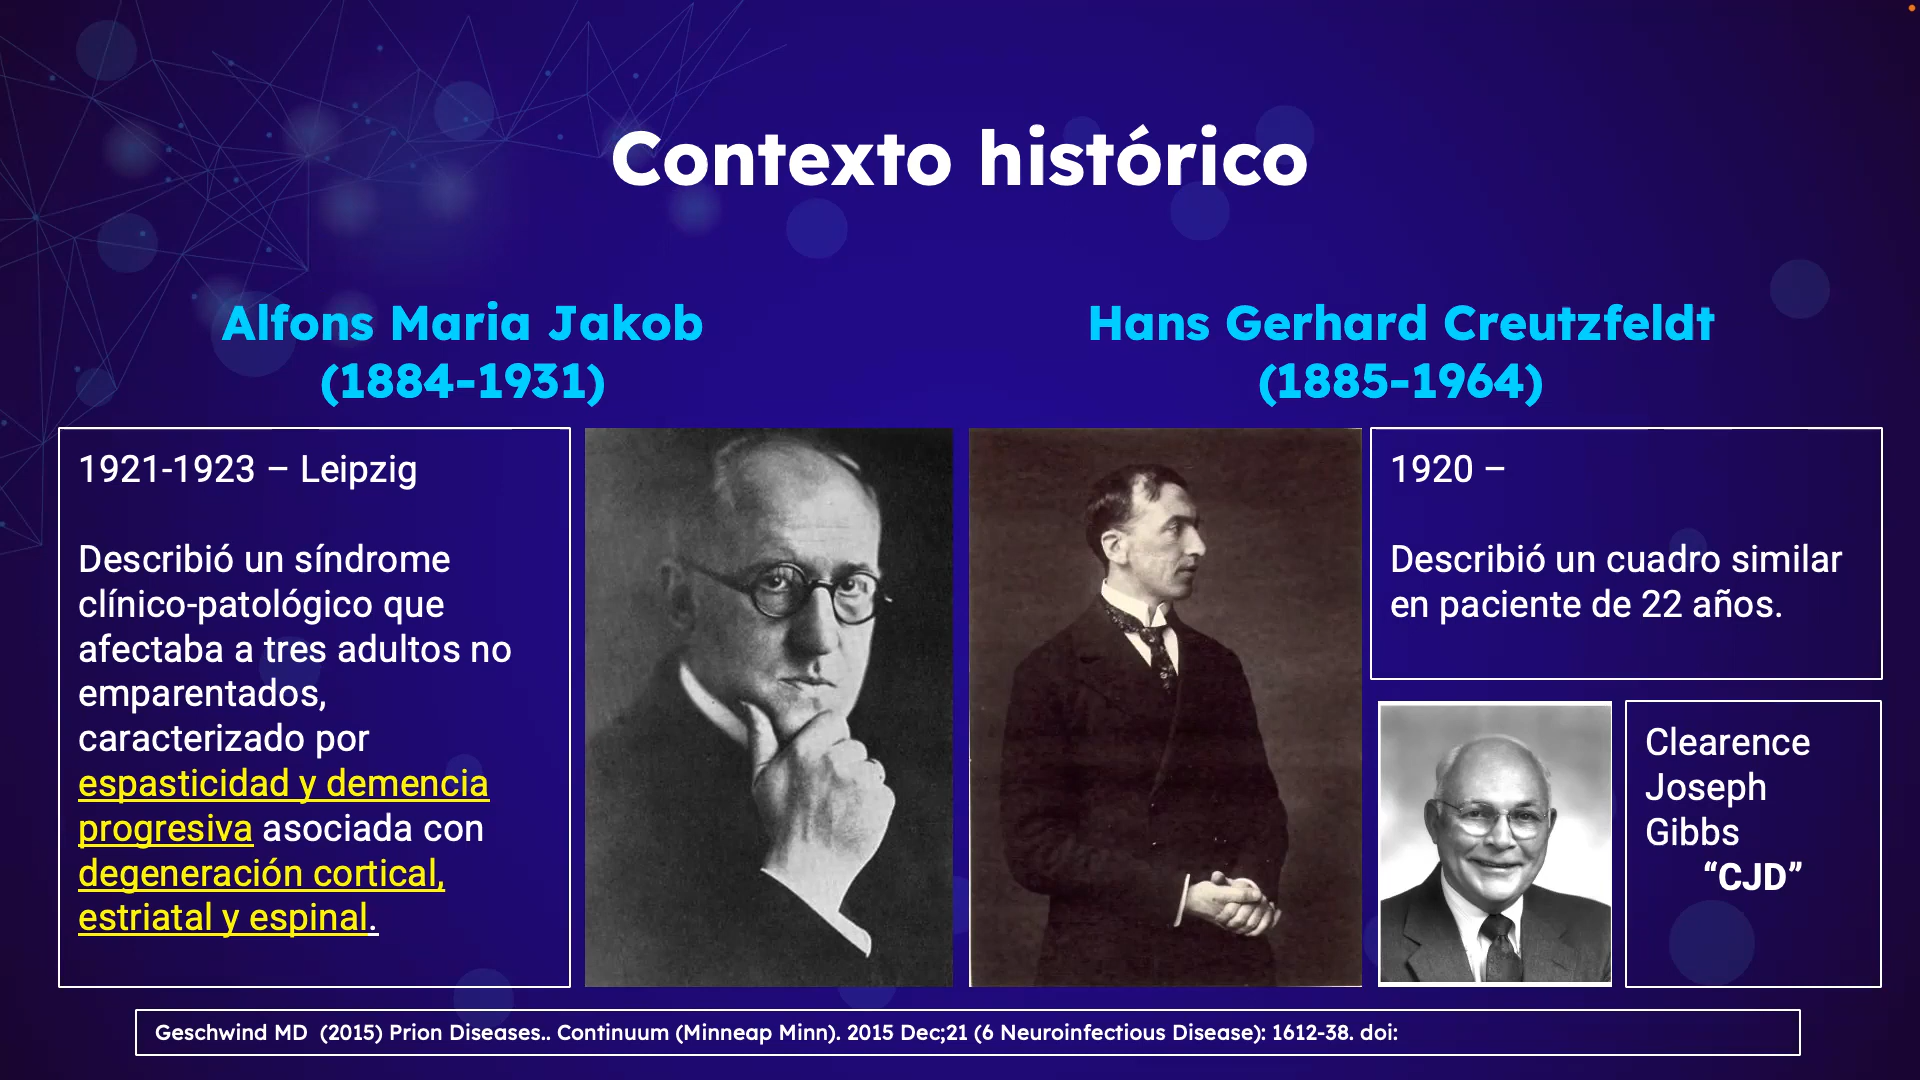 Contexto histórico
Alfons Maria Jakob
(1884-1931)
1921-1923 – Leipzig
Describió un síndrome
clínico-patológico que
afectaba a tres adultos no
emparentados,
caracterizado por
espasticidad y demencia
progresiva asociada con
degeneración cortical,
estriatal y espinal.
Hans Gerhard Creutzfeldt
(1885-1964)
1920 –
Describió un cuadro similar
en paciente de 22 años.
Clearence
Joseph
Gibbs
“CJD”
Geschwind MD (2015) Prion Diseases.. Continuum (Minneap Minn). 2015 Dec;21 (6 Neuroinfectious Disease): 1612-38. doi: